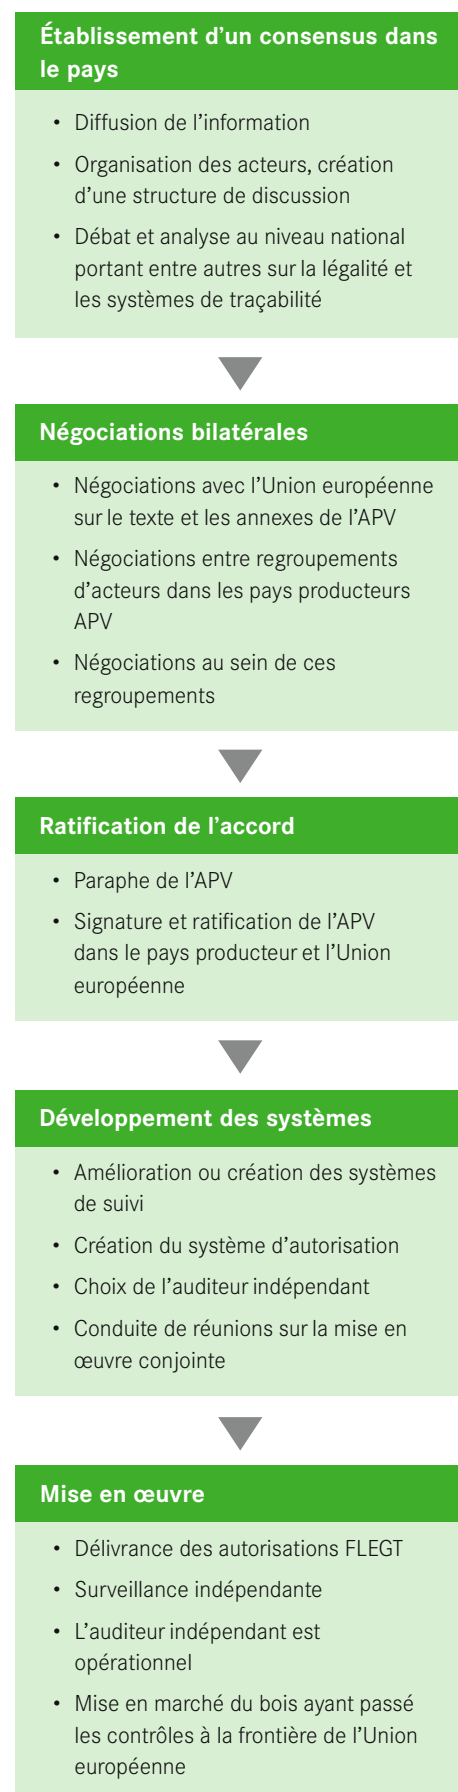 Établissement d’un consensus dans
le pays
• Diffusion de l’information
• Organisation des acteurs, création
d’une structure de discussion
• Débat et analyse au niveau national
portant entre autres sur la légalité et
les systèmes de traçabilité
Négociations bilatérales
• Négociations avec l’Union européenne
sur le texte et les annexes de l’APV
• Négociations entre regroupements
d’acteurs dans les pays producteurs
APV
• Négociations au sein de ces
regroupements
Ratification de l’accord
• Paraphe de l’APV
• Signature et ratification de l’APV
dans le pays producteur et l’Union
européenne
Développement des systèmes
• Amélioration ou création des systèmes
de suivi
• Création du système d’autorisation
• Choix de l’auditeur indépendant
• Conduite de réunions sur la mise en
œuvre conjointe
Mise en œuvre
• Délivrance des autorisations FLEGT
• Surveillance indépendante
• L’auditeur indépendant est
opérationnel
• Mise en marché du bois ayant passé
les contrôles à la frontière de l’Union
européenne